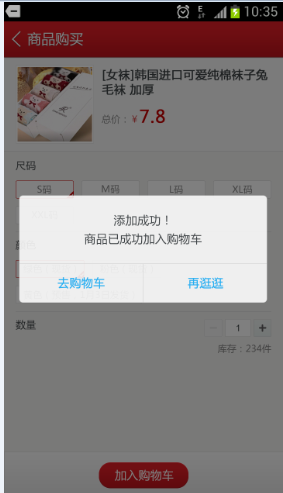 10:35
商品购买
[女袜]韩国进口可爱纯棉袜子兔
毛袜 加厚
总价：¥7.8
尺码
S码 M码 L码 XL码
添加成功！
商品已成功加入购物车
去购物车 再逛逛
数量
- 1 +
库存：234件
加入购物车